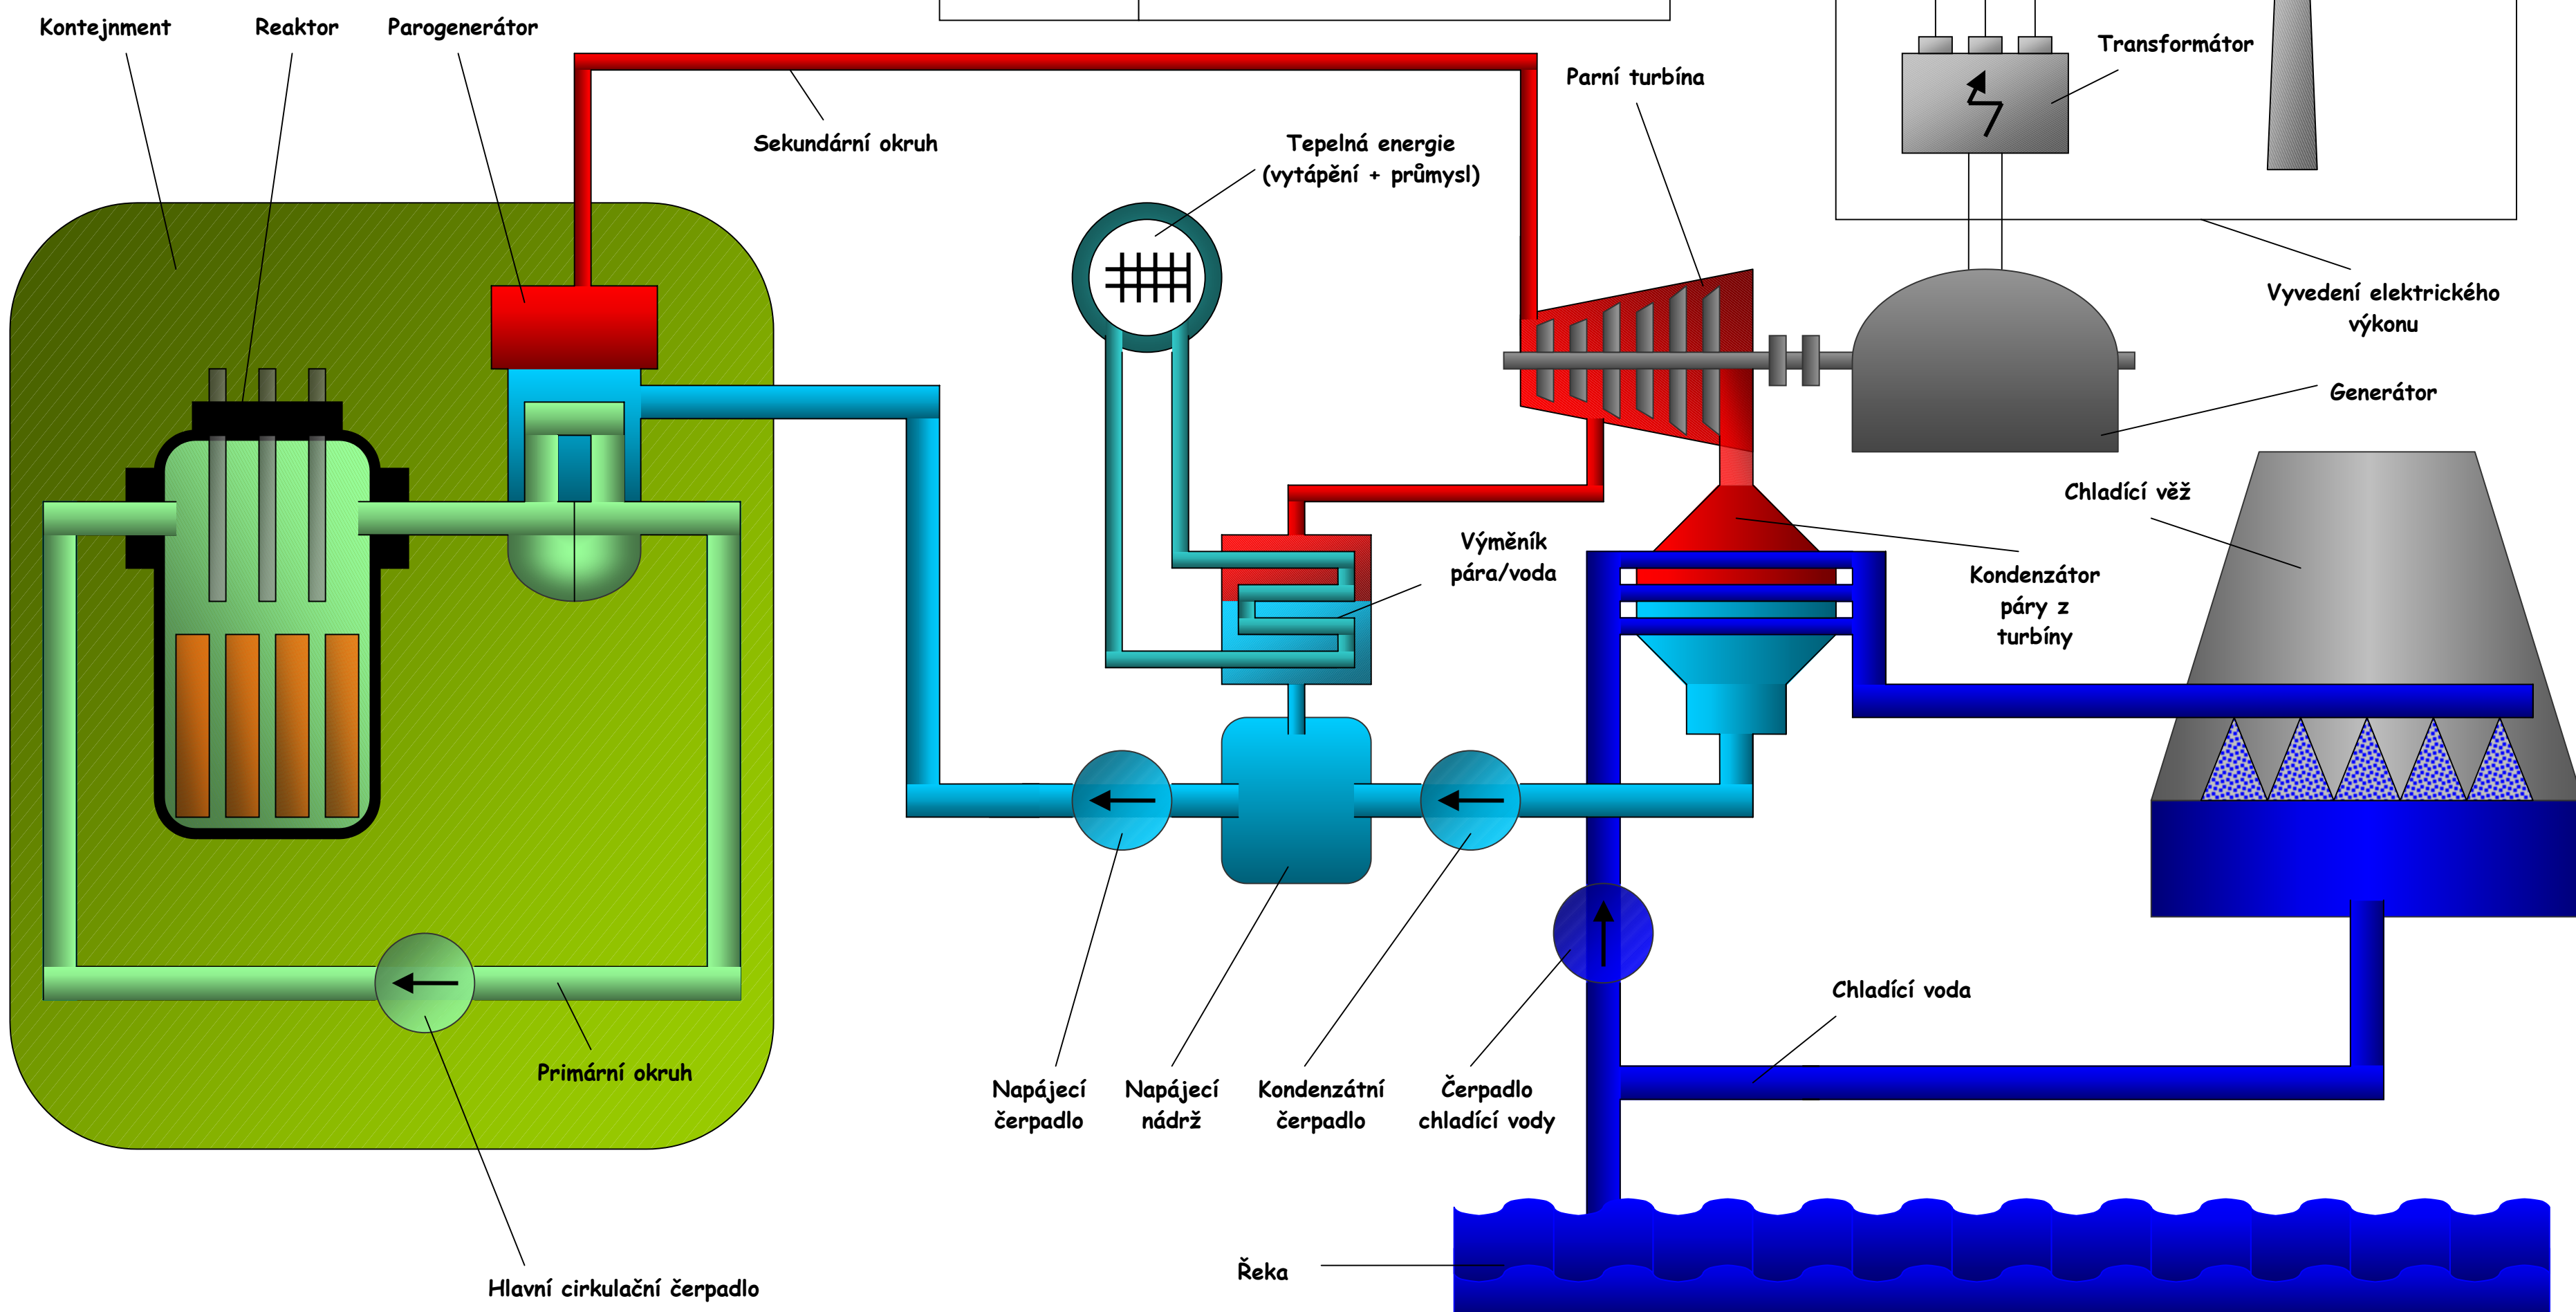 Kontejnment
Reaktor
Parogenerátor
Transformátor
Parní turbína
Sekundární okruh
Tepelná energie
(vytápění + průmysl)
Vyvedení elektrického
výkonu
Generátor
Chladící věž
Výměník
pára/voda
Kondenzátor
páry z
turbíny
Chladící voda
Primární okruh
Napájecí
čerpadlo
Napájecí
nádrž
Kondenzátní
čerpadlo
Čerpadlo
chladící vody
Řeka
Hlavní cirkulační čerpadlo